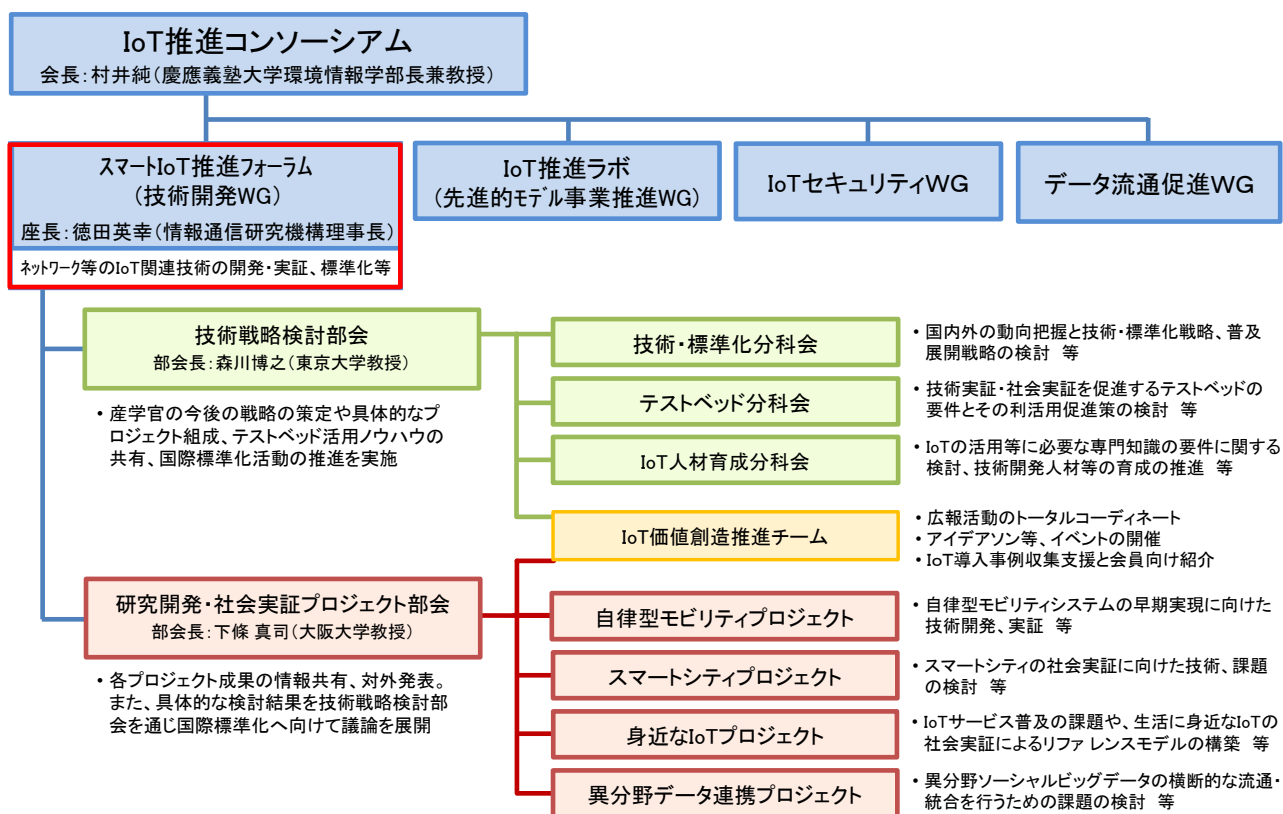 IoT推進コンソーシアム
会長:村井純(慶應義塾大学環境情報学部長兼教授)
スマートIoT推進フォーラム
(技術開発WG)
座長:徳田英幸(情報通信研究機構理事長)
ネットワーク等のIoT関連技術の開発・実証、標準化等
IoT推進ラボ
(先進的モデル事業推進WG)
IoTセキュリティWG
データ流通促進WG
技術戦略検討部会
部会長:森川博之(東京大学教授)
・産学官の今後の戦略の策定や具体的なプ
ロジェクト組成、テストベッド活用ノウハウの
共有、国際標準化活動の推進を実施
技術・標準化分科会
・国内外の動向把握と技術・標準化戦略、普及
展開戦略の検討 等
テストベッド分科会
・技術実証・社会実証を促進するテストベッドの
要件とその利活用促進策の検討 等
IoT人材育成分科会
・IoTの活用等に必要な専門知識の要件に関する
検討、技術開発人材等の育成の推進 等
IoT価値創造推進チーム
・広報活動のトータルコーディネート
・アイデアソン等、イベントの開催
・IoT導入事例収集支援と会員向け紹介
研究開発・社会実証プロジェクト部会
部会長:下條 真司(大阪大学教授)
・各プロジェクト成果の情報共有、対外発表。
また、具体的な検討結果を技術戦略検討部
会を通じ国際標準化へ向けて議論を展開
自律型モビリティプロジェクト
・自律型モビリティシステムの早期実現に向けた
技術開発、実証 等
スマートシティプロジェクト
・スマートシティの社会実証に向けた技術、課題
の検討 等
身近なIoTプロジェクト
・IoTサービス普及の課題や、生活に身近なIoTの
社会実証によるリファレンスモデルの構築 等
異分野データ連携プロジェクト
・異分野ソーシャルビッグデータの横断的な流通・
統合を行うための課題の検討 等